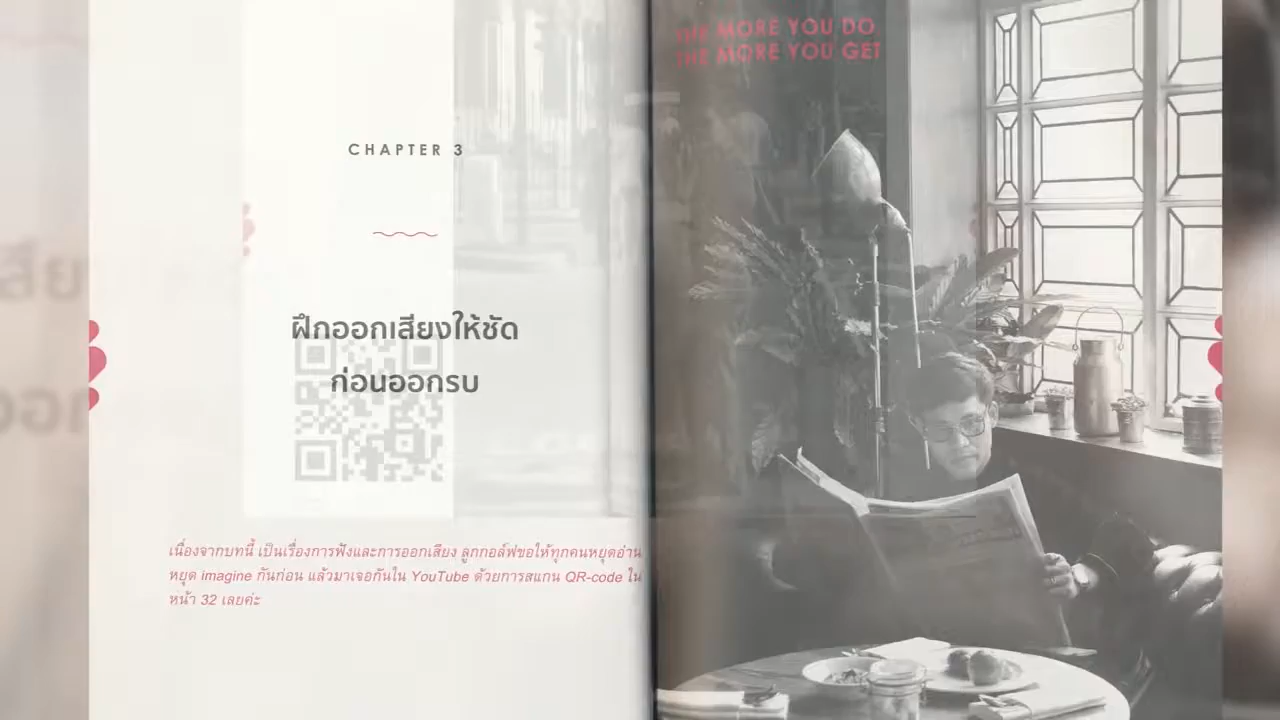 CHAPTER 3
ฝึกออกเสียงให้ชัด
ก่อนออกรบ
เนื่องจากบทนี้ เป็นเรื่องการฟังและการออกเสียง ลูกกอล์ฟขอให้ทุกคนหยุดอ่าน
หยุด imagine กันก่อน แล้วมาเจอกันใน YouTube ด้วยการสแกน QR-code ใน
หน้า 32 เลยค่ะ
THE MORE YOU DO,
THE MORE YOU GET